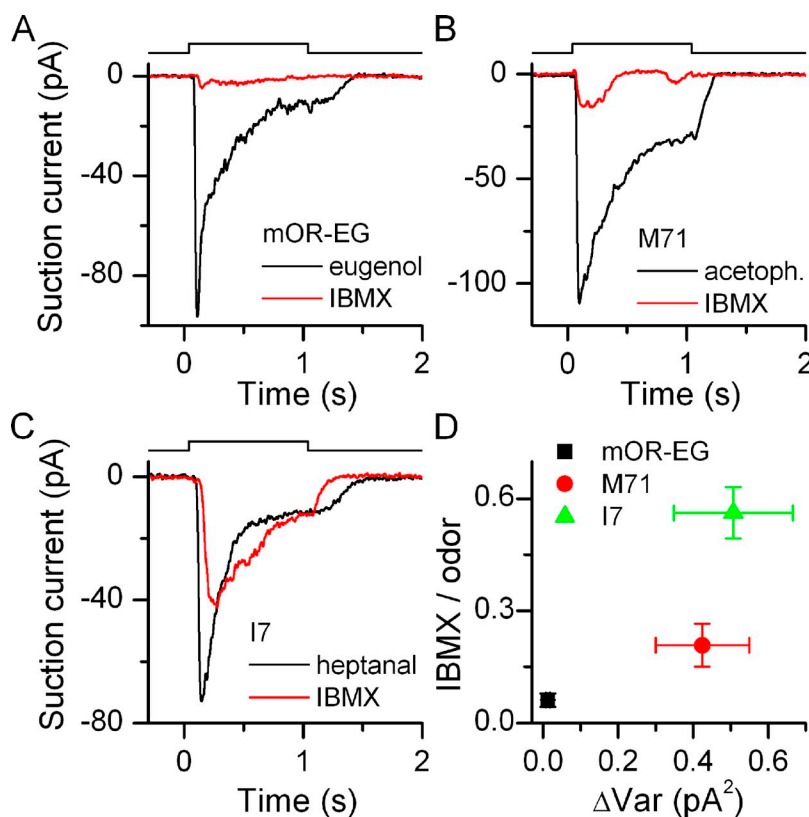 A
Suction current (pA)
0
-40
-80
mOR-EG
eugenol
IBMX
0 1 2
Time (s)
B
0
-50
-100
M71
acetoph.
IBMX
0 1 2
Time (s)
C
Suction current (pA)
0
-40
-80
I7
heptanal
IBMX
0 1 2
Time (s)
D
mOR-EG
M71
I7
IBMX / odor
0.6
0.3
0.0
0.0 0.2 0.4 0.6
ΔVar (pA²)